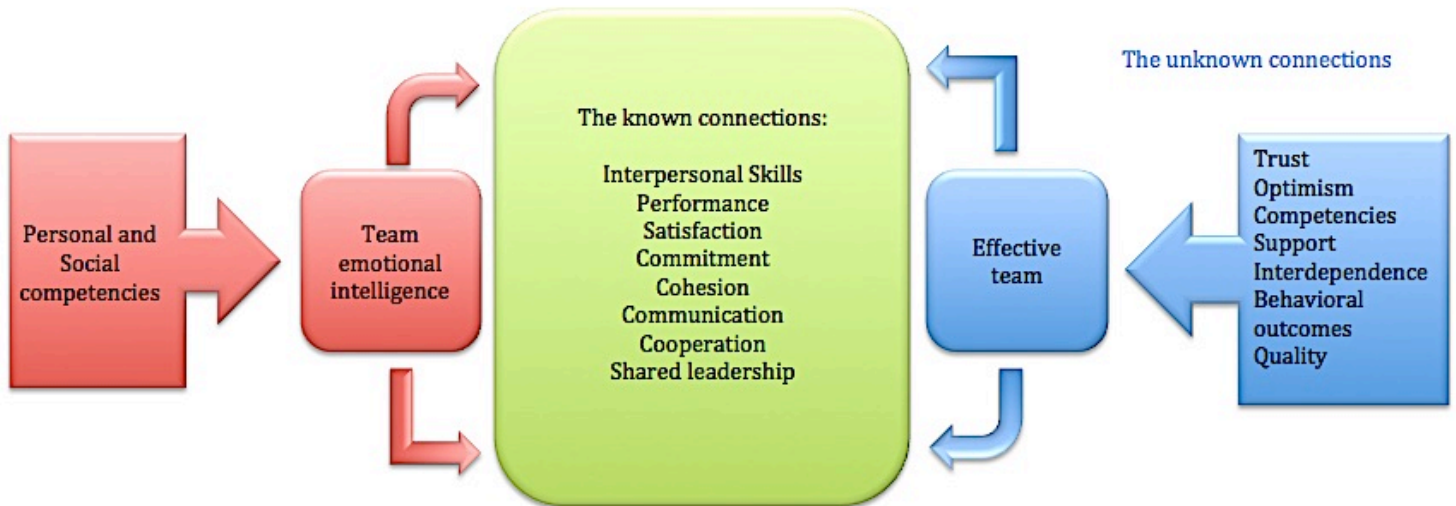 Personal and
Social
competencies
Team
emotional
intelligence
The known connections:
Interpersonal Skills
Performance
Satisfaction
Commitment
Cohesion
Communication
Cooperation
Shared leadership
Effective
team
The unknown connections
Trust
Optimism
Competencies
Support
Interdependence
Behavioral
outcomes
Quality